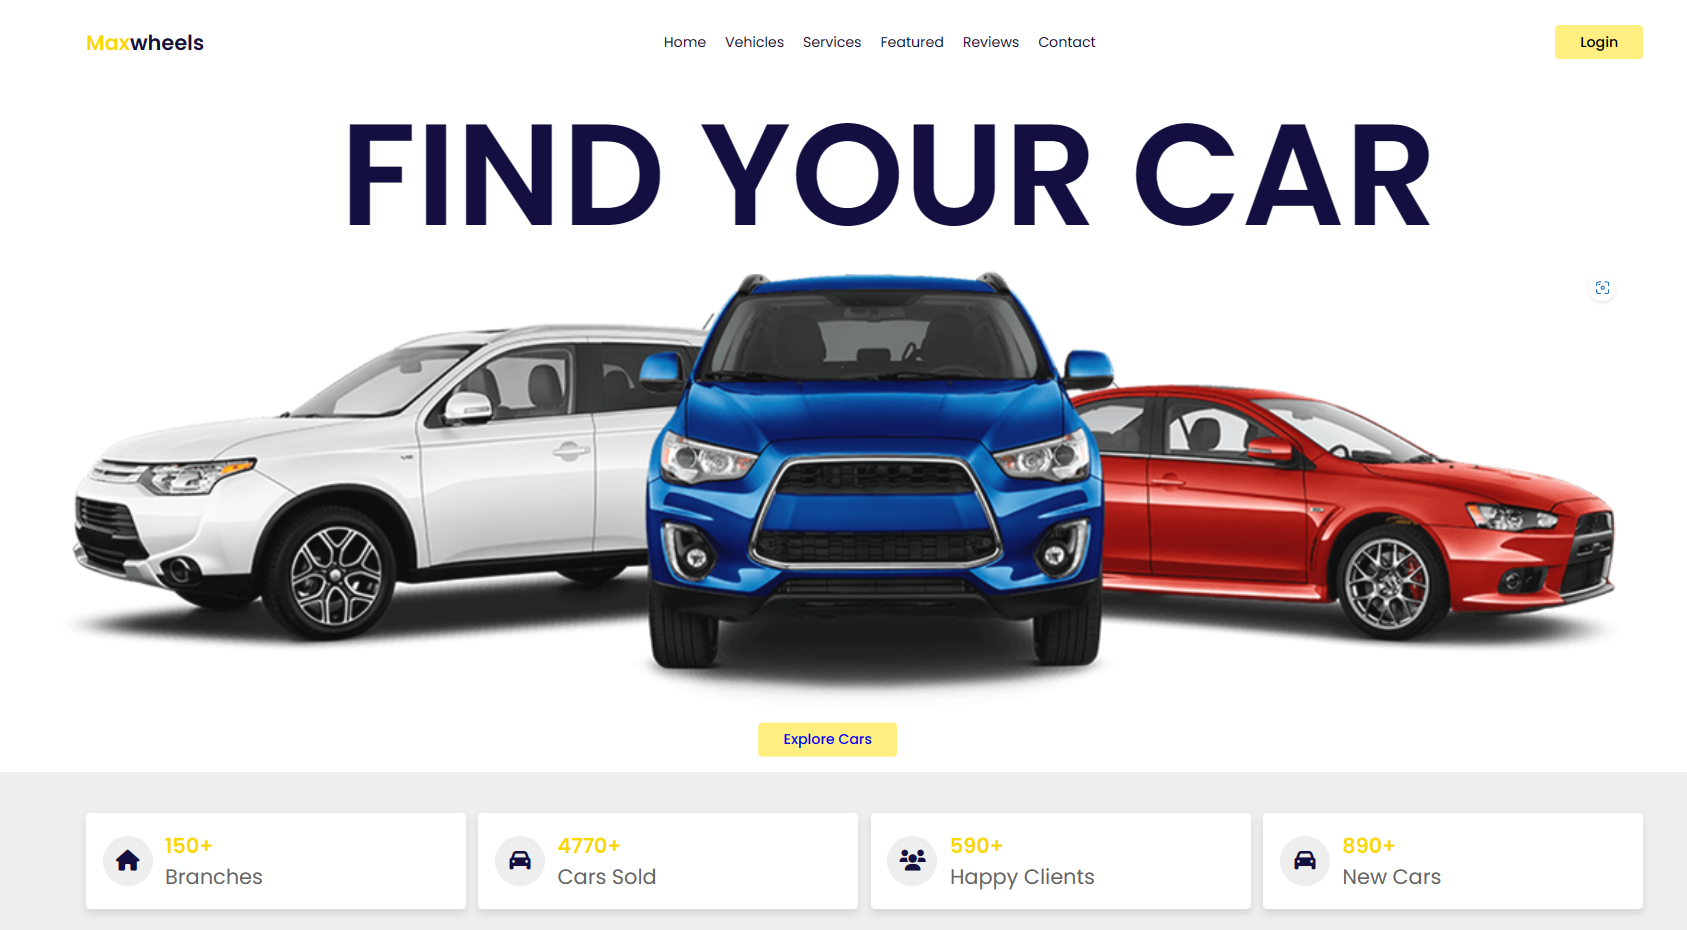 Maxwheels
Home Vehicles Services Featured Reviews Contact
Login
FIND YOUR CAR
Explore Cars
150+
Branches
4770+
Cars Sold
590+
Happy Clients
890+
New Cars